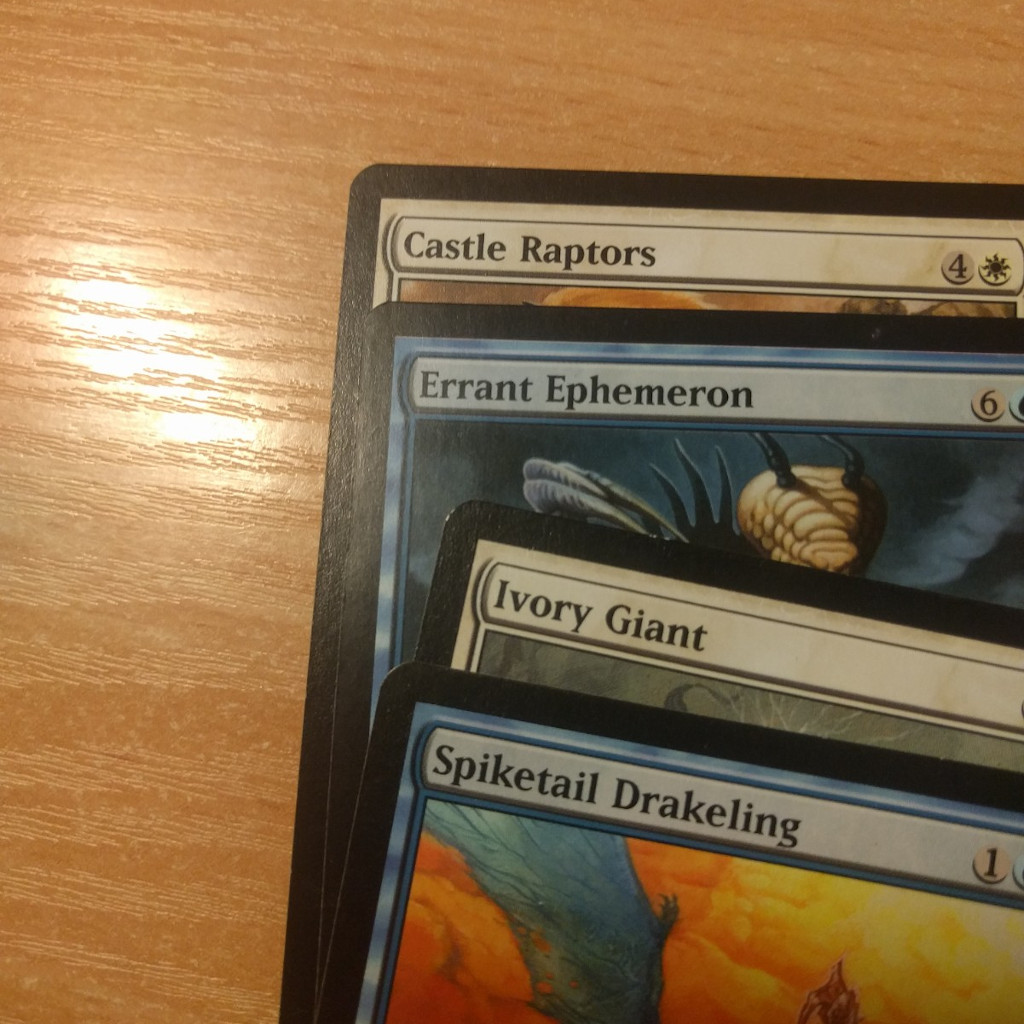 Castle Raptors 4
Errant Ephemeron 6
Ivory Giant
Spiketail Drakeling 1